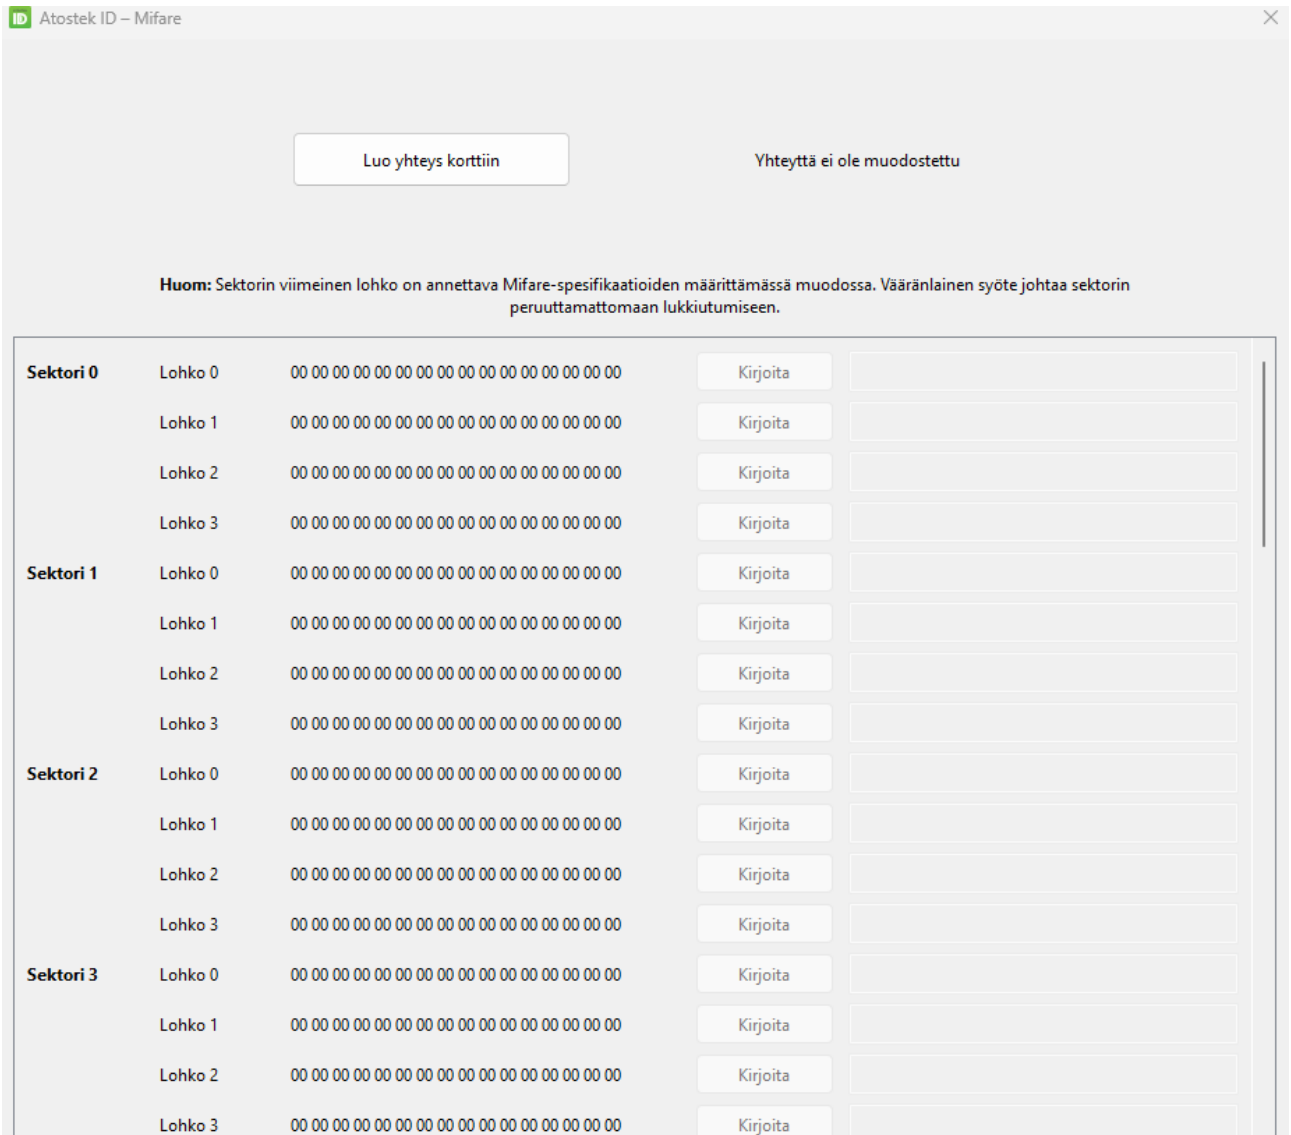 ID Atostek ID – Mifare
Luo yhteys korttiin Yhteyttä ei ole muodostettu
Huom: Sektorin viimeinen lohko on annettava Mifare-spesifikaatioiden määrittämässä muodossa. Vääränlainen syöte johtaa sektorin
peruuttamattomaan lukkiutumiseen.
Sektori 0 Lohko 0 00 00 00 00 00 00 00 00 00 00 00 00 00 00 00 00 Kirjoita
Lohko 1 00 00 00 00 00 00 00 00 00 00 00 00 00 00 00 00 Kirjoita
Lohko 2 00 00 00 00 00 00 00 00 00 00 00 00 00 00 00 00 Kirjoita
Lohko 3 00 00 00 00 00 00 00 00 00 00 00 00 00 00 00 00 Kirjoita
Sektori 1 Lohko 0 00 00 00 00 00 00 00 00 00 00 00 00 00 00 00 00 Kirjoita
Lohko 1 00 00 00 00 00 00 00 00 00 00 00 00 00 00 00 00 Kirjoita
Lohko 2 00 00 00 00 00 00 00 00 00 00 00 00 00 00 00 00 Kirjoita
Lohko 3 00 00 00 00 00 00 00 00 00 00 00 00 00 00 00 00 Kirjoita
Sektori 2 Lohko 0 00 00 00 00 00 00 00 00 00 00 00 00 00 00 00 00 Kirjoita
Lohko 1 00 00 00 00 00 00 00 00 00 00 00 00 00 00 00 00 Kirjoita
Lohko 2 00 00 00 00 00 00 00 00 00 00 00 00 00 00 00 00 Kirjoita
Lohko 3 00 00 00 00 00 00 00 00 00 00 00 00 00 00 00 00 Kirjoita
Sektori 3 Lohko 0 00 00 00 00 00 00 00 00 00 00 00 00 00 00 00 00 Kirjoita
Lohko 1 00 00 00 00 00 00 00 00 00 00 00 00 00 00 00 00 Kirjoita
Lohko 2 00 00 00 00 00 00 00 00 00 00 00 00 00 00 00 00 Kirjoita
Lohko 3 00 00 00 00 00 00 00 00 00 00 00 00 00 00 00 00 Kirjoita